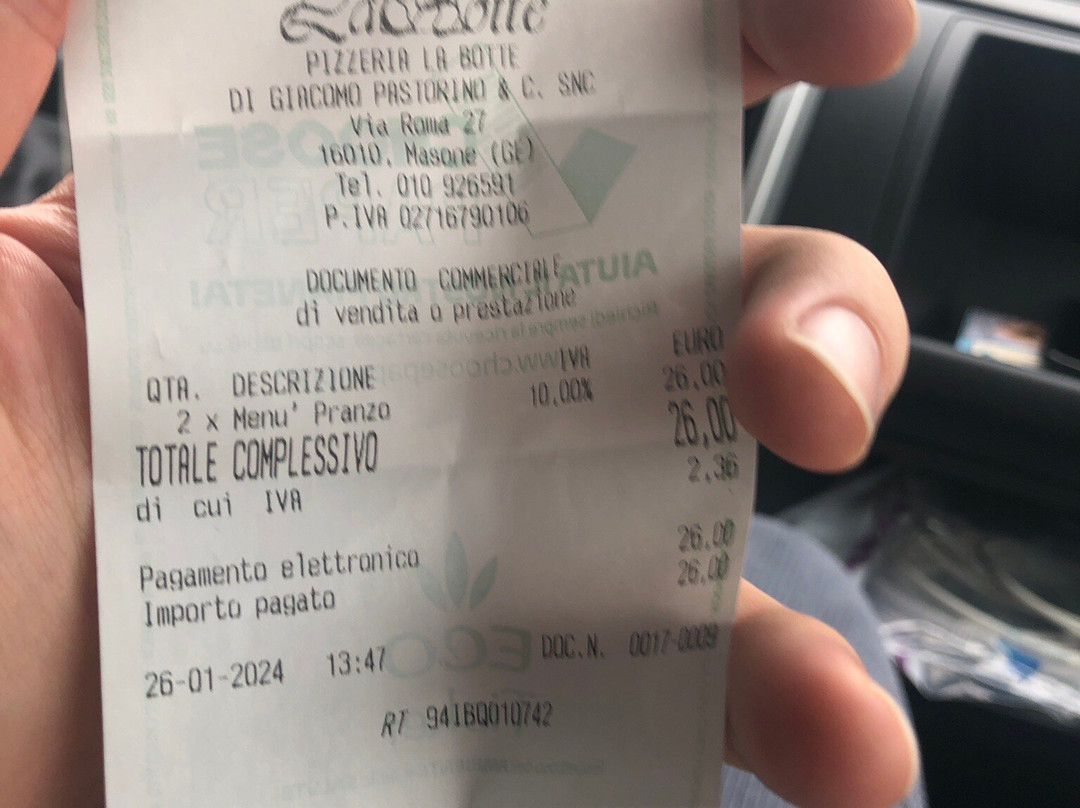 La Botte
PIZZERIA LA BOTTE
DI GIACOMO PASTORINO & C. SNC
Via Roma 27
16010, Masone (GE)
Tel. 010 926591
P.IVA 02716790106
DOCUMENTO COMMERCIALE
di vendita o prestazione
QTA. DESCRIZIONE IVA EURO
2 x Menu' Pranzo 10,00% 26,00
TOTALE COMPLESSIVO 26,00
di cui IVA 2,36
Pagamento elettronico 26,00
Importo pagato 26,00
26-01-2024 13:47 DOC.N. 0017-0009
RT 94IBQ010742